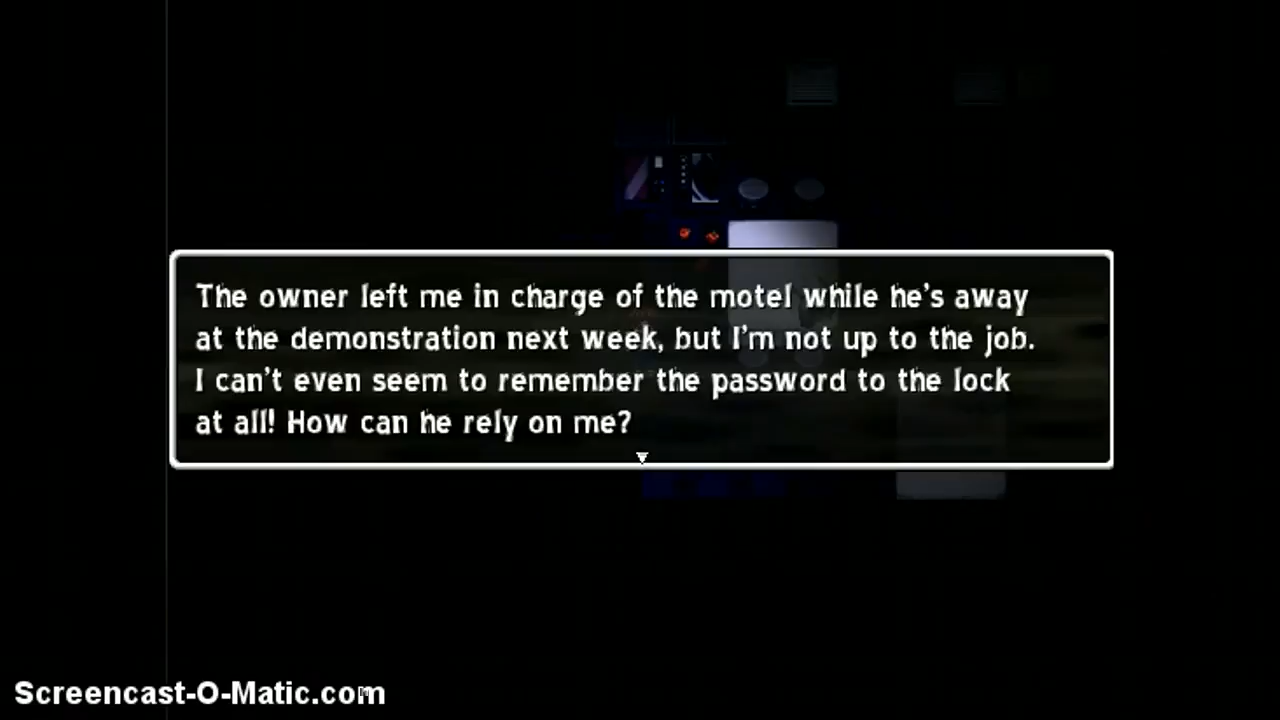 The owner left me in charge of the motel while he's away
at the demonstration next week, but I'm not up to the job.
I can't even seem to remember the password to the lock
at all! How can he rely on me?
Screencast-O-Matic.com